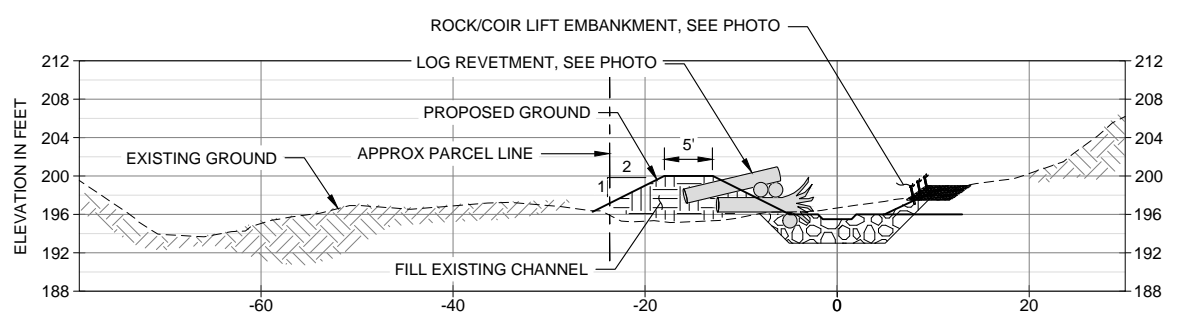 ROCK/COIR LIFT EMBANKMENT, SEE PHOTO
212 212
LOG REVETMENT, SEE PHOTO
208 208
PROPOSED GROUND
5'
204 204
APPROX PARCEL LINE
EXISTING GROUND
2
200 200
1
196 196
192 192
FILL EXISTING CHANNEL
188 188
-60 -40 -20 0 20
ELEVATION IN FEET